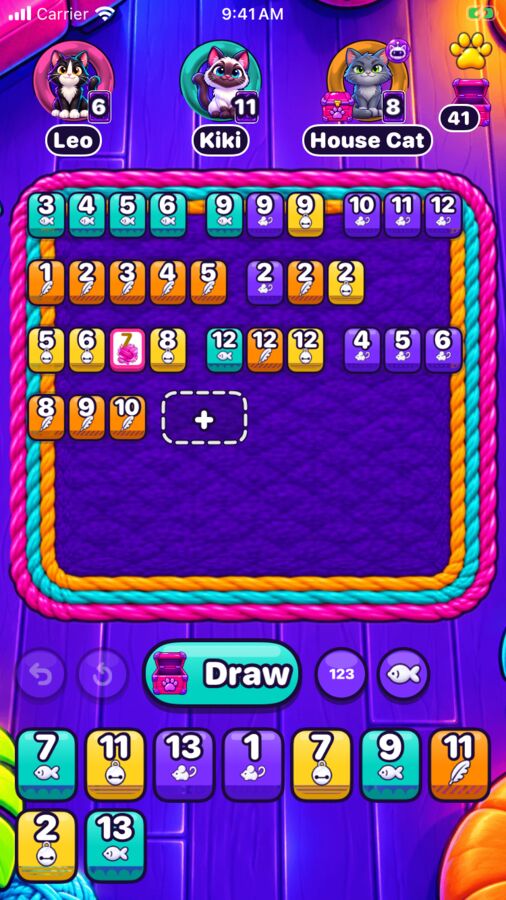 Carrier 9:41 AM
6 11 8 41
Leo Kiki House Cat
3 4 5 6 9 9 9 10 11 12
1 2 3 4 5 2 2 2
5 6 7 8 12 12 12 4 5 6
8 9 10 +
Draw 123
7 11 13 1 7 9 11
2 13